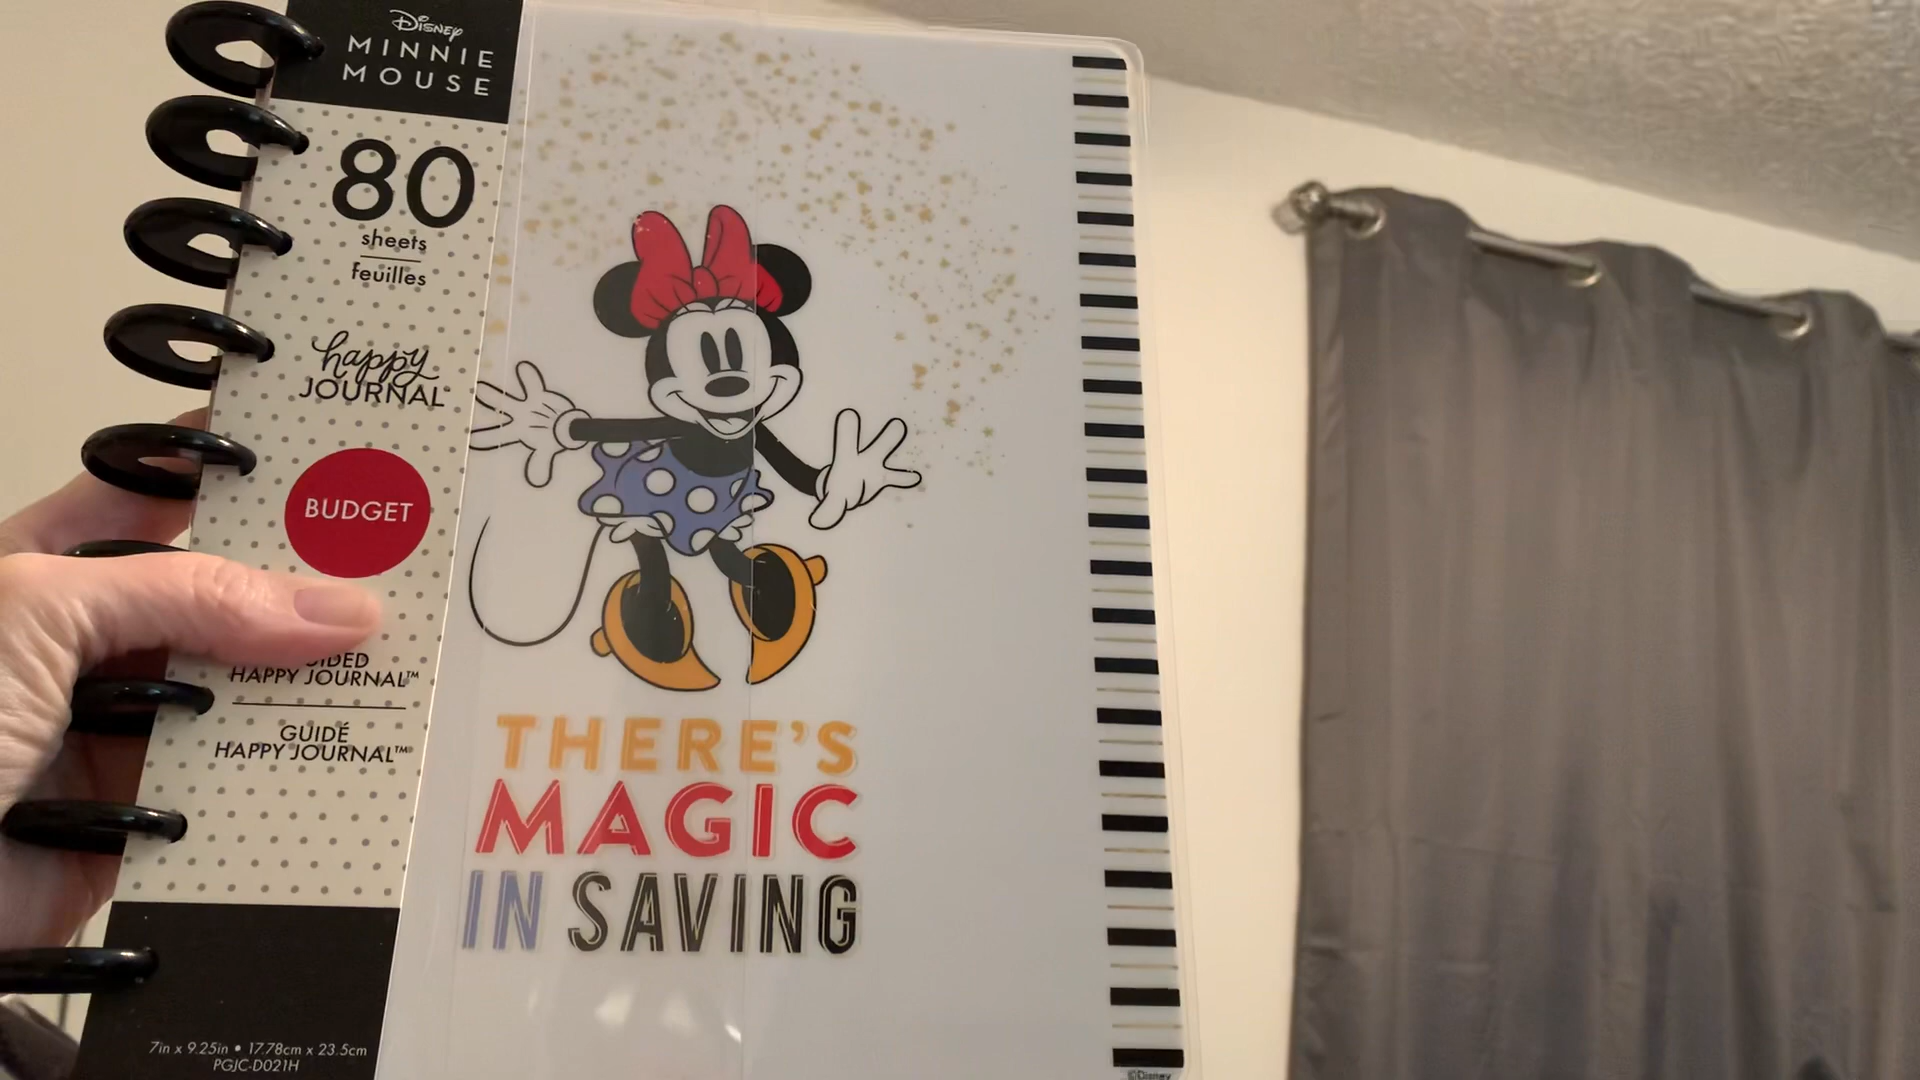 Disney
MINNIE
MOUSE
80
sheets
feuilles
happy
JOURNAL
BUDGET
HAPPY JOURNAL™
GUIDÉ
HAPPY JOURNAL™
7in x 9.25in • 17.78cm x 23.5cm
PGJC-D021H
THERE'S
MAGIC
IN SAVING
©Disney